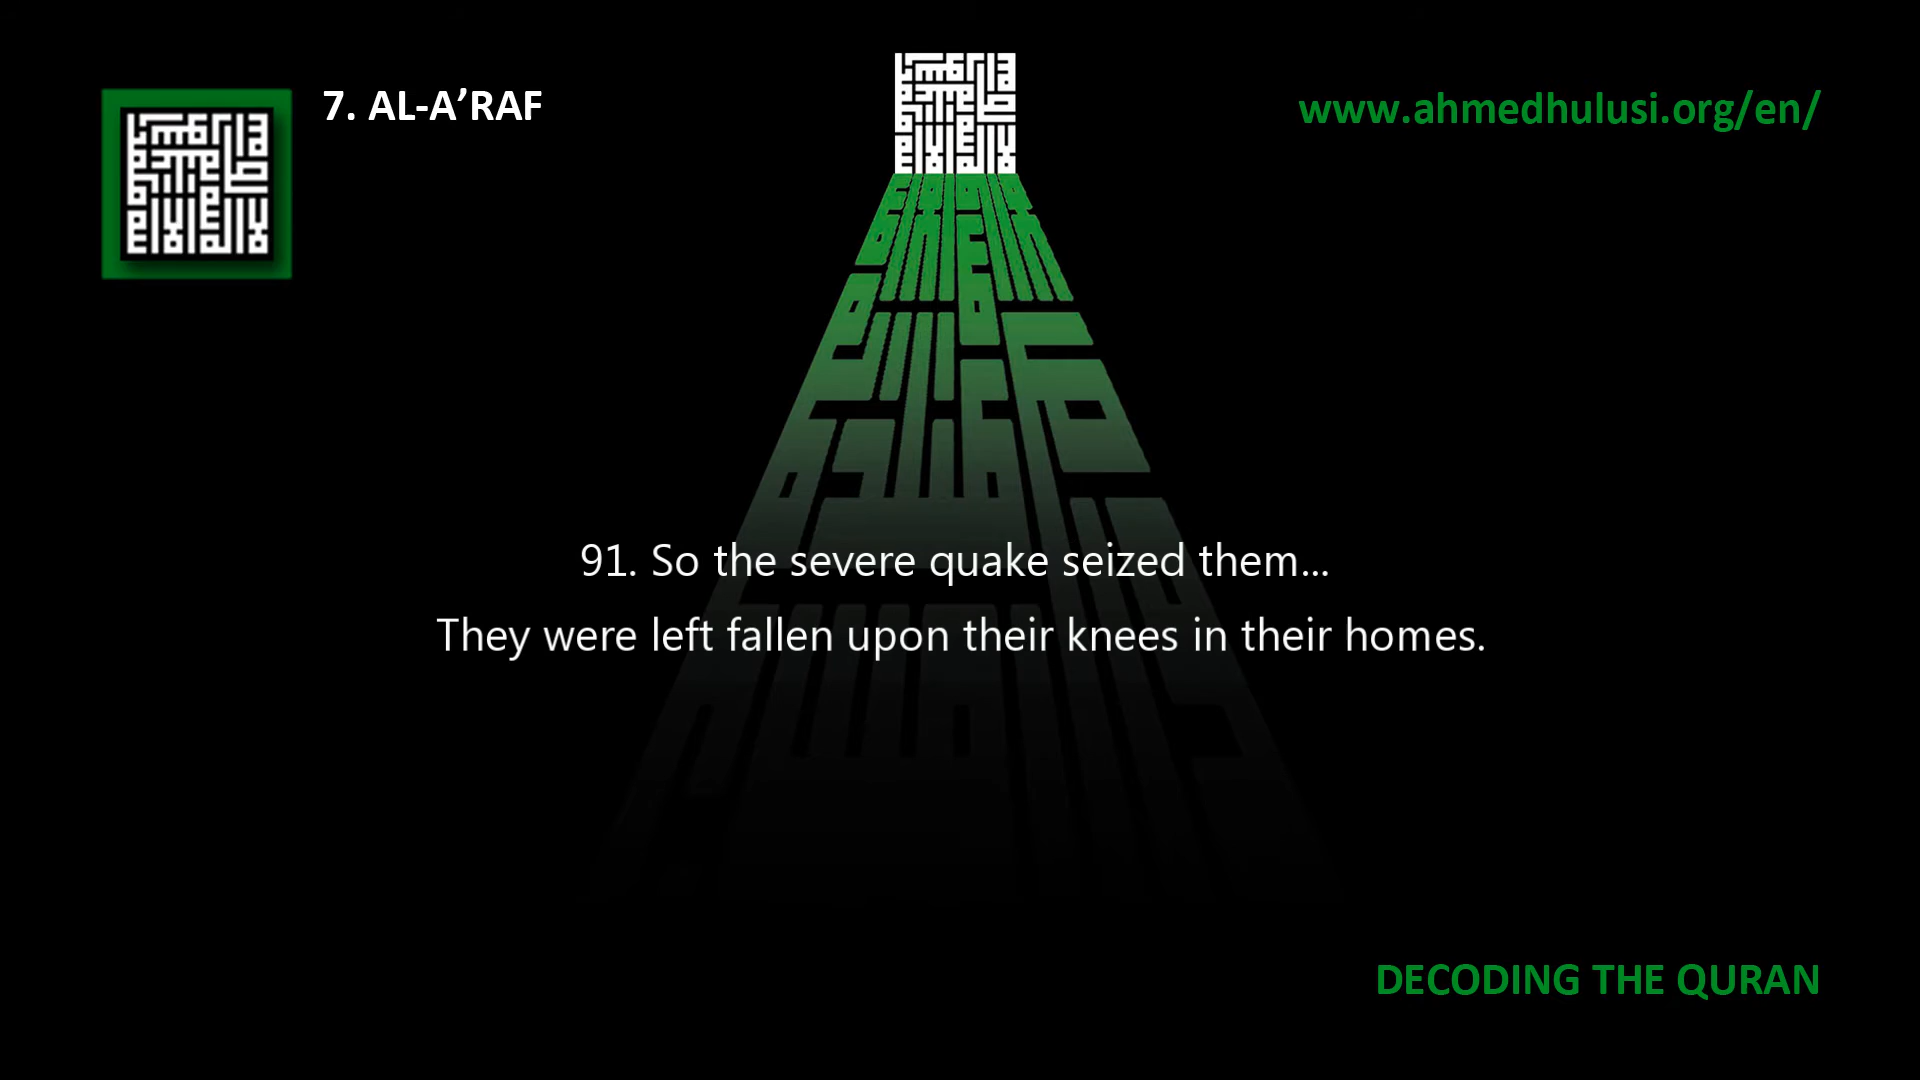 7. AL-A’RAF
www.ahmedhulusi.org/en/
91. So the severe quake seized them...
They were left fallen upon their knees in their homes.
DECODING THE QURAN